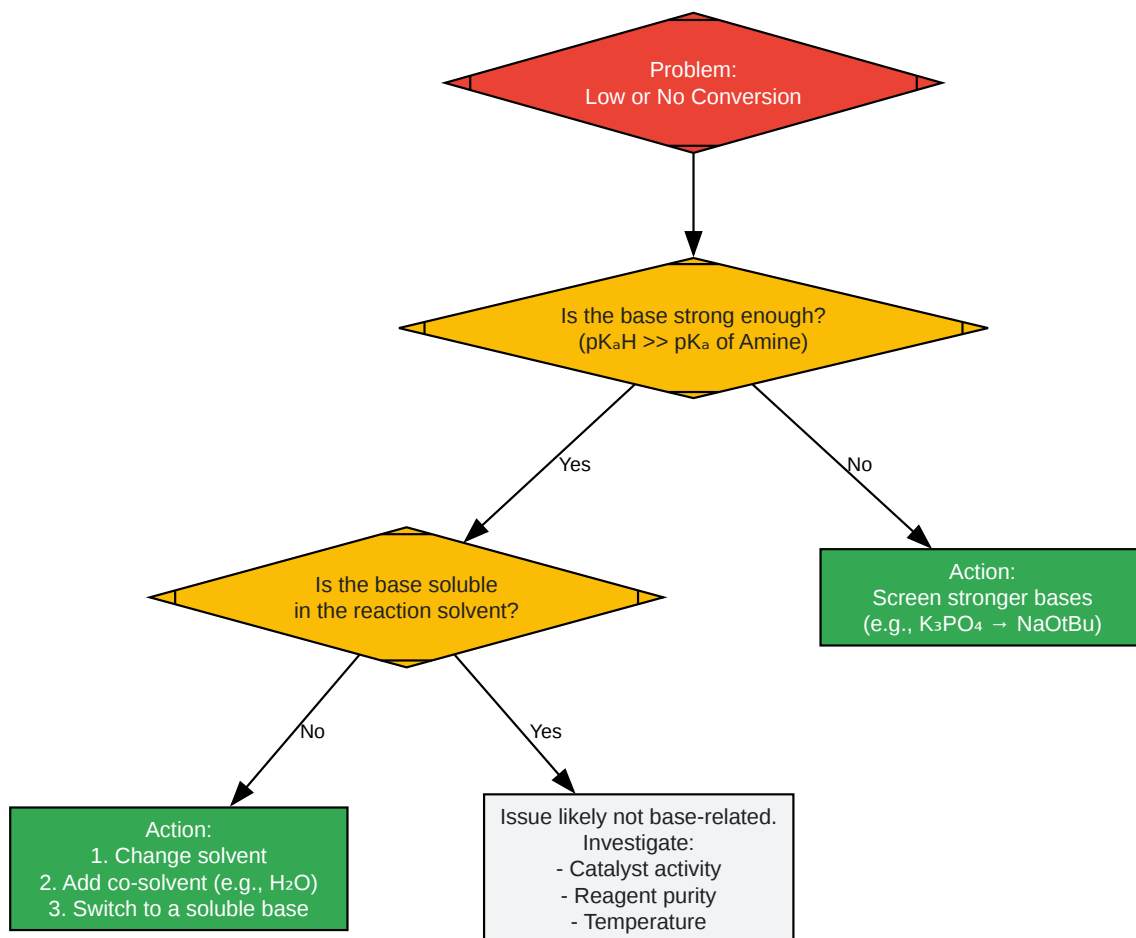 Problem:
Low or No Conversion
Is the base strong enough?
(pKₐH >> pKₐ of Amine)
Yes
No
Is the base soluble
in the reaction solvent?
Action:
Screen stronger bases
(e.g., K₃PO₄ → NaOtBu)
No
Yes
Action:
1. Change solvent
2. Add co-solvent (e.g., H₂O)
3. Switch to a soluble base
Issue likely not base-related.
Investigate:
- Catalyst activity
- Reagent purity
- Temperature